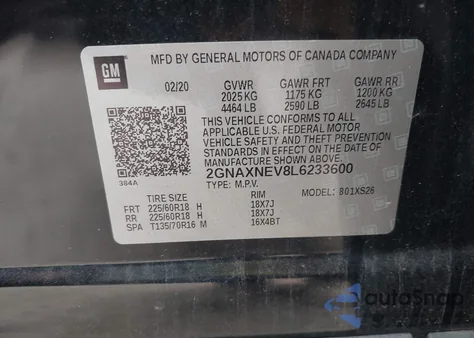 GM
MFD BY GENERAL MOTORS OF CANADA COMPANY
02/20 GVWR GAWR FRT GAWR RR
2025 KG 1175 KG 1200 KG
4464 LB 2590 LB 2645 LB
THIS VEHICLE CONFORMS TO ALL
APPLICABLE U.S. FEDERAL MOTOR
VEHICLE SAFETY AND THEFT PREVENTION
STANDARDS IN EFFECT ON THE DATE
OF MANUFACTURE SHOWN ABOVE.
384A
2GNAXNEV8L6233600
TYPE: M.P.V. MODEL: 801XS26
TIRE SIZE RIM
FRT 225/60R18 H 18X7J
RR 225/60R18 H 18X7J
SPA T135/70R16 M 16X4BT
autoSnap